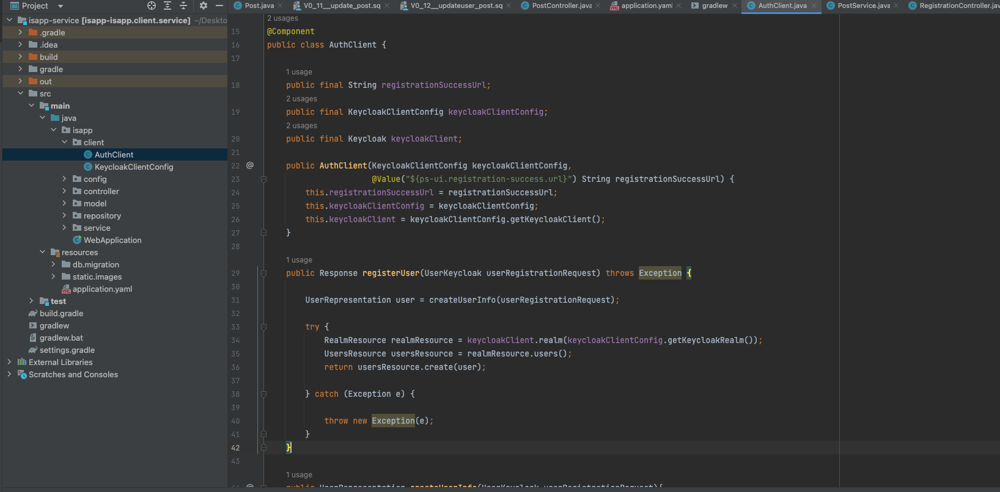 Project
Post.java
V0_11__update_post.sq
V0_12__updateuser_post.sq
PostController.java
application.yaml
gradlew
AuthClient.java
PostService.java
RegistrationController.jav
isapp-service [isapp-isapp.client.service] ~/Deskto
.gradle
.idea
build
gradle
out
src
main
java
isapp
client
AuthClient
KeycloakClientConfig
config
controller
model
repository
service
WebApplication
resources
db.migration
static.images
application.yaml
test
build.gradle
gradlew
gradlew.bat
settings.gradle
External Libraries
Scratches and Consoles
2 usages
15 @Component
16 public class AuthClient {
17
1 usage
18 public final String registrationSuccessUrl;
2 usages
19 public final KeycloakClientConfig keycloakClientConfig;
2 usages
20 public final Keycloak keycloakClient;
21
22 @ public AuthClient(KeycloakClientConfig keycloakClientConfig,
23 @Value("${ps-ui.registration-success.url}") String registrationSuccessUrl) {
24 this.registrationSuccessUrl = registrationSuccessUrl;
25 this.keycloakClientConfig = keycloakClientConfig;
26 this.keycloakClient = keycloakClientConfig.getKeycloakClient();
27 }
28
1 usage
29 public Response registerUser(UserKeycloak userRegistrationRequest) throws Exception {
30
31 UserRepresentation user = createUserInfo(userRegistrationRequest);
32
33 try {
34 RealmResource realmResource = keycloakClient.realm(keycloakClientConfig.getKeycloakRealm());
35 UsersResource usersResource = realmResource.users();
36 return usersResource.create(user);
37
38 } catch (Exception e) {
39
40 throw new Exception(e);
41 }
42 }
43
1 usage
public UserRepresentation createUserInfo(UserKeycloak userRegistrationRequest){